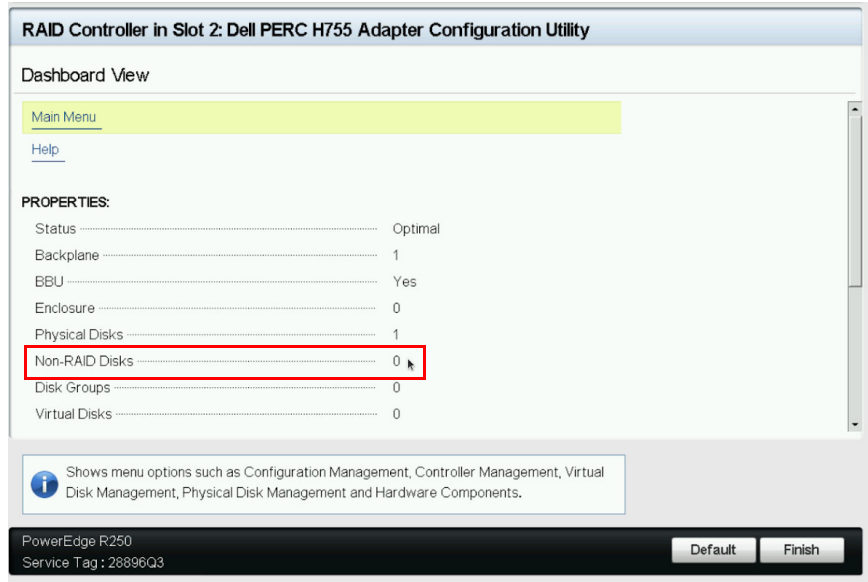 RAID Controller in Slot 2: Dell PERC H755 Adapter Configuration Utility
Dashboard View
Main Menu
Help
PROPERTIES:
Status Optimal
Backplane 1
BBU Yes
Enclosure 0
Physical Disks 1
Non-RAID Disks 0
Disk Groups 0
Virtual Disks 0
Shows menu options such as Configuration Management, Controller Management, Virtual
Disk Management, Physical Disk Management and Hardware Components.
PowerEdge R250
Service Tag : 28896Q3
Default Finish